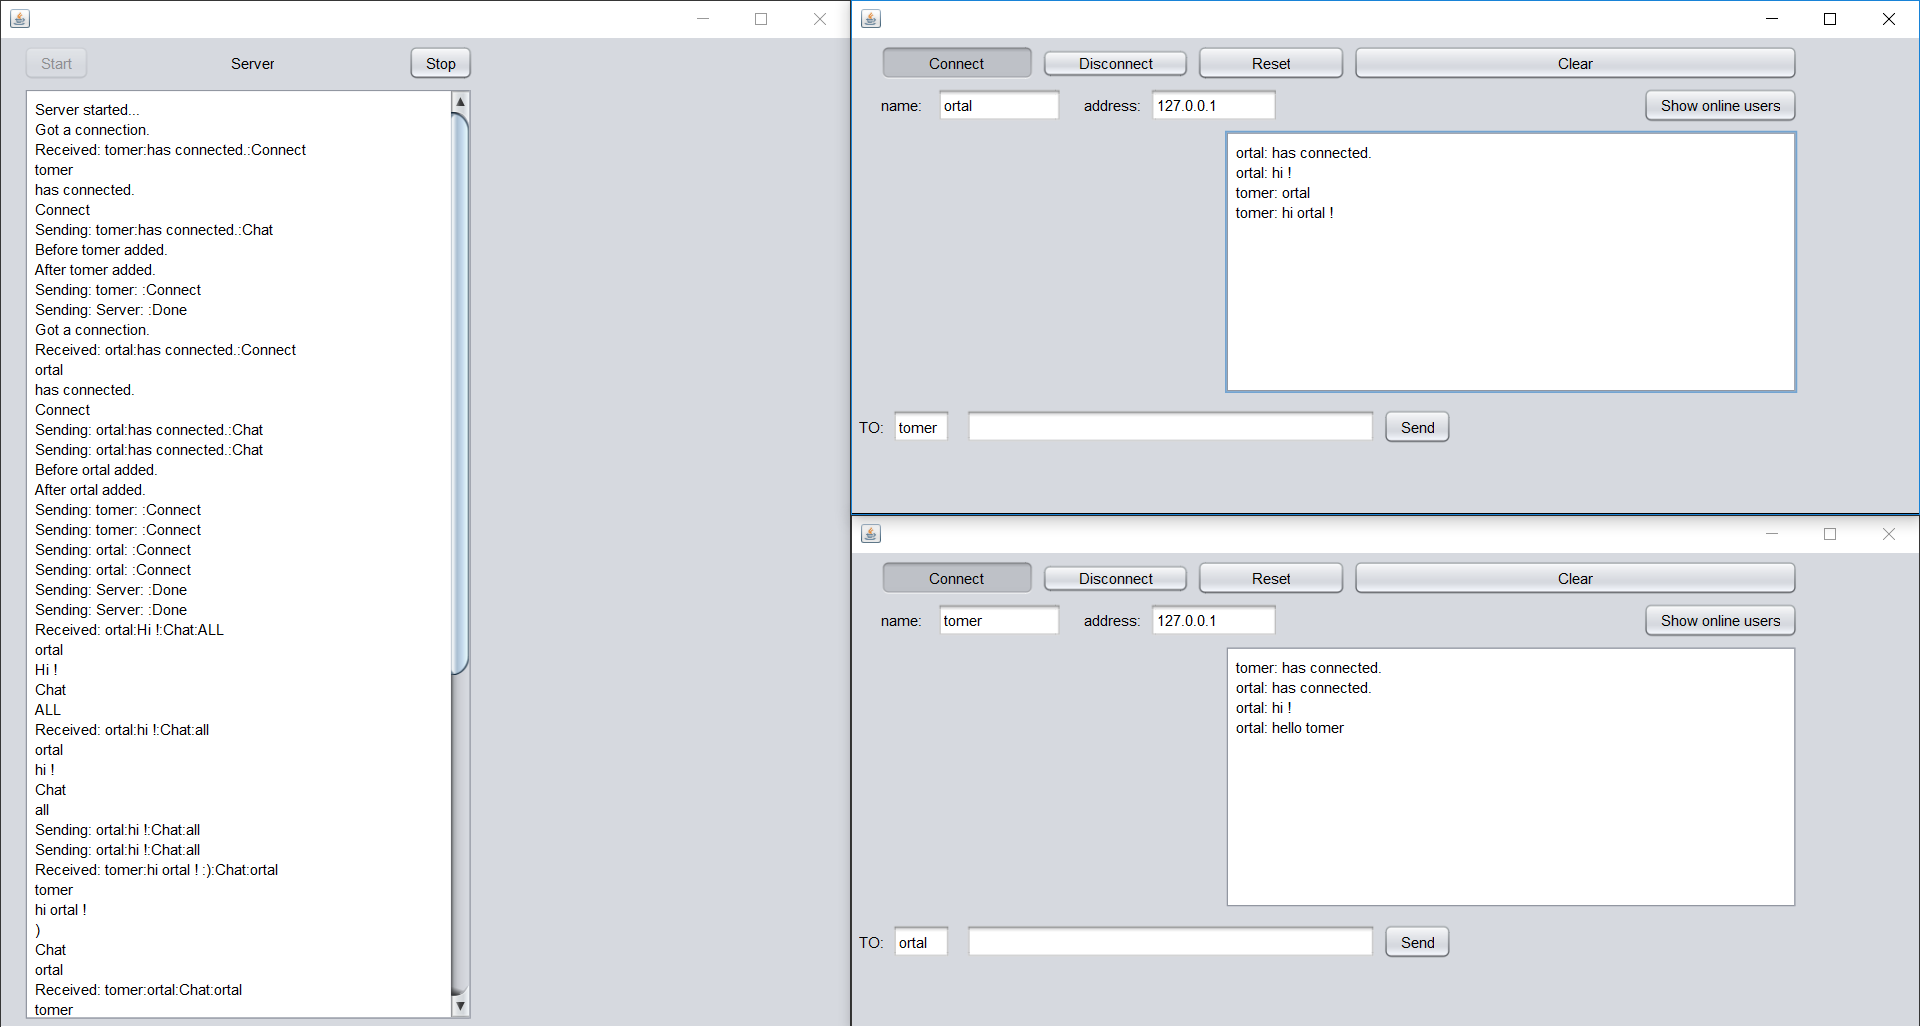 Start Server Stop
Server started...
Got a connection.
Received: tomer:has connected.:Connect
tomer
has connected.
Connect
Sending: tomer:has connected.:Chat
Before tomer added.
After tomer added.
Sending: tomer: :Connect
Sending: Server: :Done
Got a connection.
Received: ortal:has connected.:Connect
ortal
has connected.
Connect
Sending: ortal:has connected.:Chat
Sending: ortal:has connected.:Chat
Before ortal added.
After ortal added.
Sending: tomer: :Connect
Sending: tomer: :Connect
Sending: ortal: :Connect
Sending: ortal: :Connect
Sending: Server: :Done
Sending: Server: :Done
Received: ortal:Hi !:Chat:ALL
ortal
Hi !
Chat
ALL
Received: ortal:hi !:Chat:all
ortal
hi !
Chat
all
Sending: ortal:hi !:Chat:all
Sending: ortal:hi !:Chat:all
Received: tomer:hi ortal ! :):Chat:ortal
tomer
hi ortal !
)
Chat
ortal
Received: tomer:ortal:Chat:ortal
tomer
Connect Disconnect Reset Clear
name: ortal address: 127.0.0.1 Show online users
ortal: has connected.
ortal: hi !
tomer: ortal
tomer: hi ortal !
TO: tomer Send
Connect Disconnect Reset Clear
name: tomer address: 127.0.0.1 Show online users
tomer: has connected.
ortal: has connected.
ortal: hi !
ortal: hello tomer
TO: ortal Send